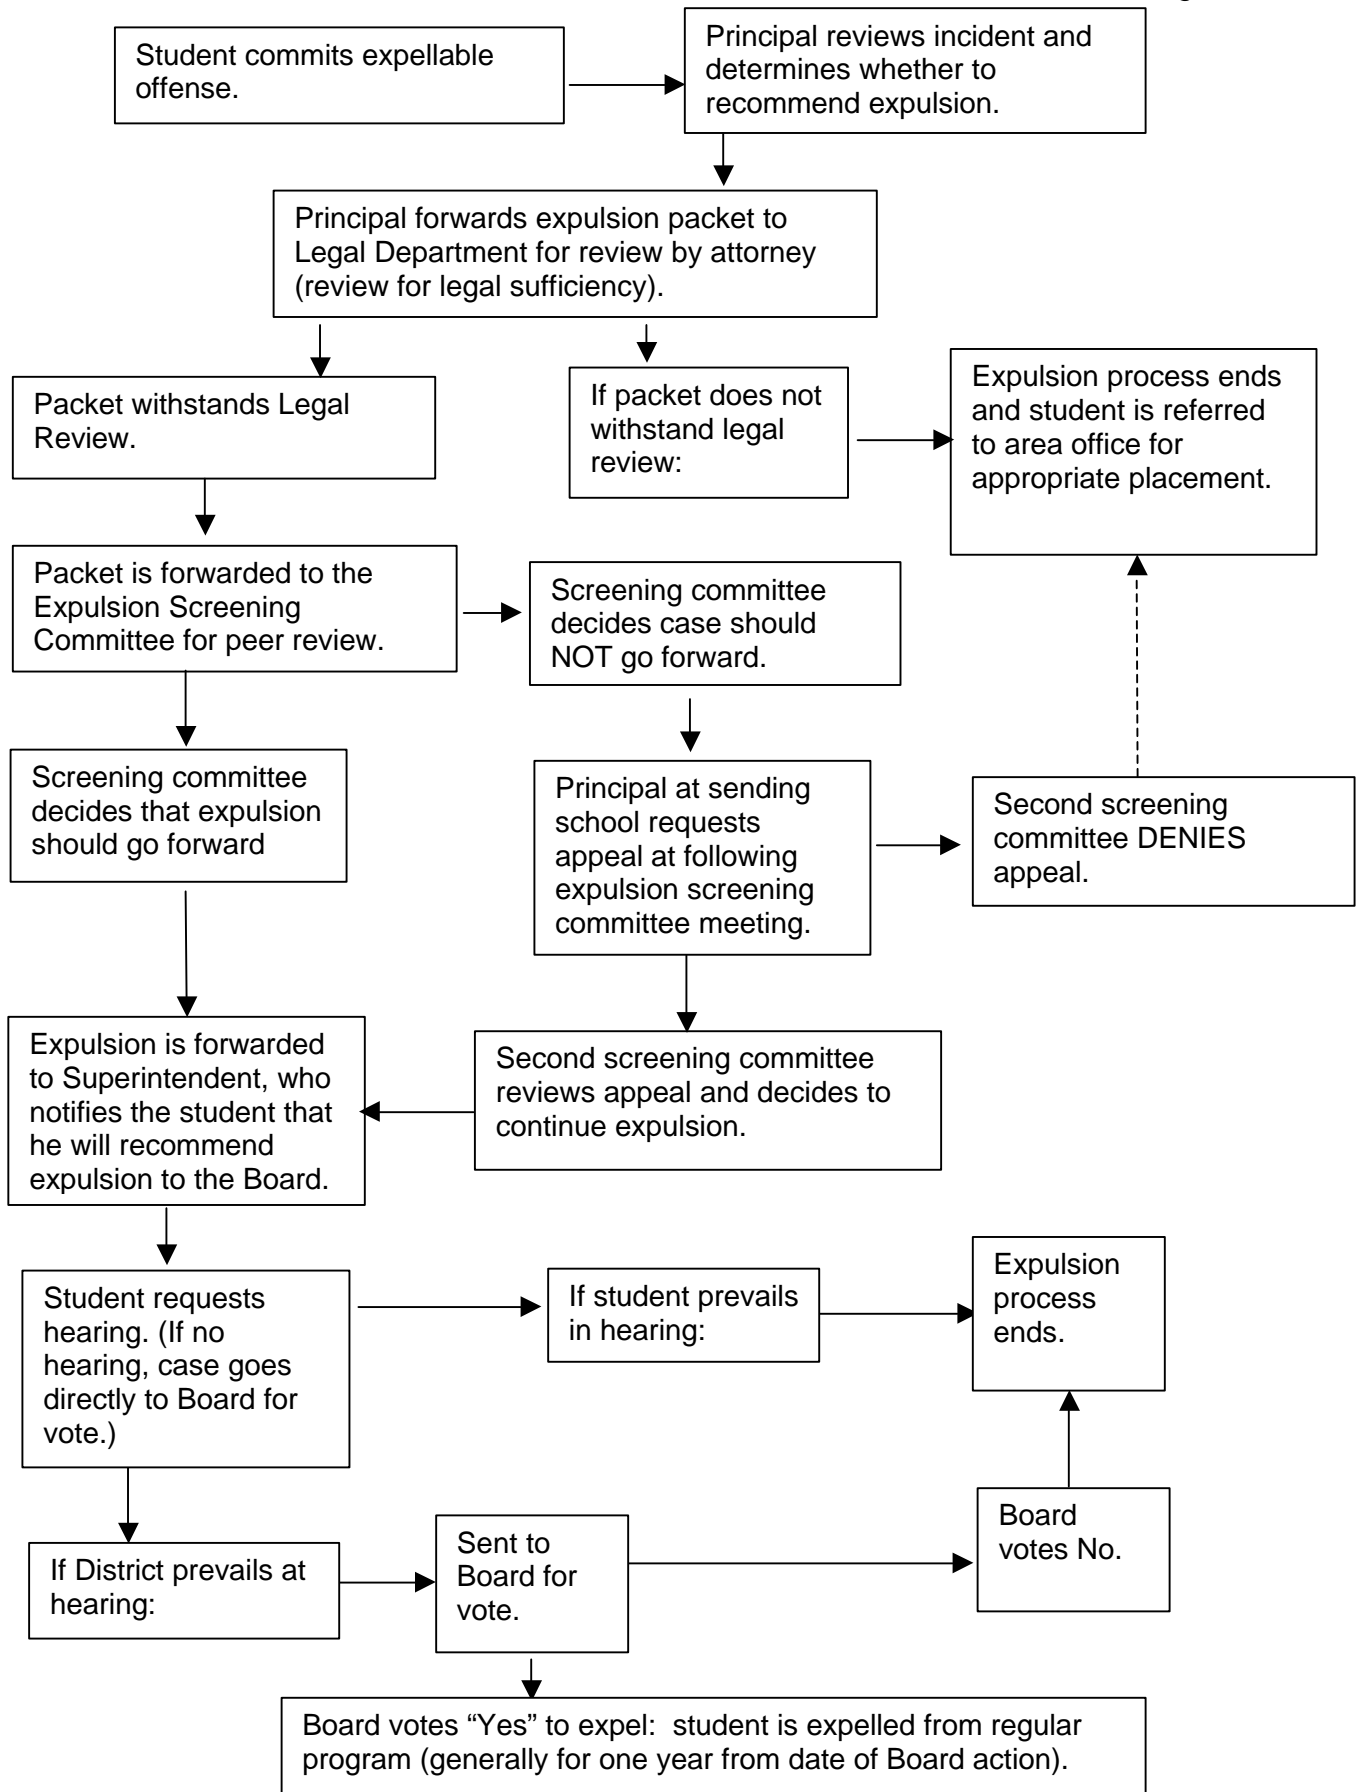 Student commits expellable
offense.
Principal reviews incident and
determines whether to
recommend expulsion.
Principal forwards expulsion packet to
Legal Department for review by attorney
(review for legal sufficiency).
Packet withstands Legal
Review.
If packet does not
withstand legal
review:
Expulsion process ends
and student is referred
to area office for
appropriate placement.
Packet is forwarded to the
Expulsion Screening
Committee for peer review.
Screening committee
decides case should
NOT go forward.
Screening committee
decides that expulsion
should go forward
Principal at sending
school requests
appeal at following
expulsion screening
committee meeting.
Second screening
committee DENIES
appeal.
Expulsion is forwarded
to Superintendent, who
notifies the student that
he will recommend
expulsion to the Board.
Second screening committee
reviews appeal and decides to
continue expulsion.
Student requests
hearing. (If no
hearing, case goes
directly to Board for
vote.)
If student prevails
in hearing:
Expulsion
process
ends.
If District prevails at
hearing:
Sent to
Board for
vote.
Board
votes No.
Board votes “Yes” to expel:  student is expelled from regular
program (generally for one year from date of Board action).